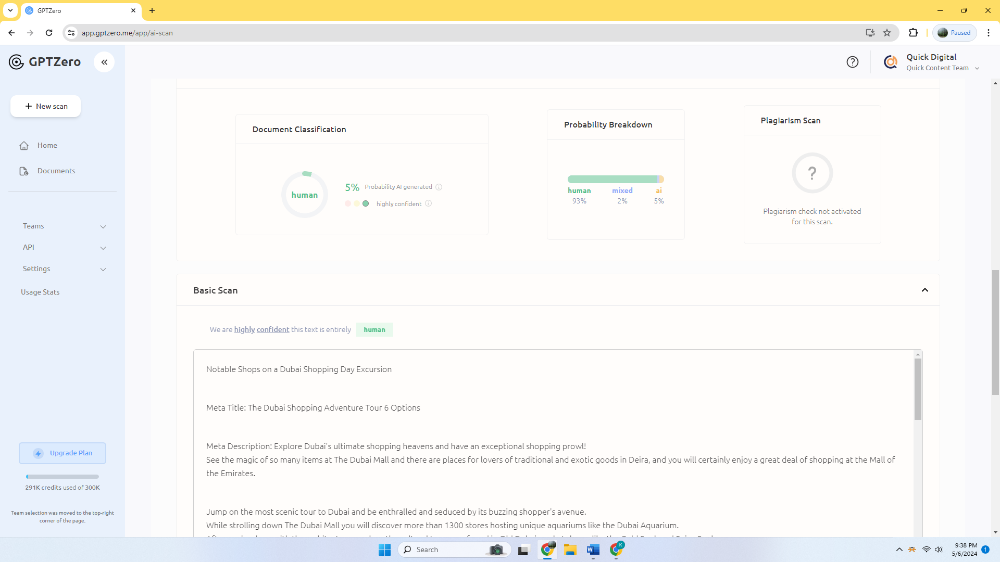 GPTZero
app.gptzero.me/app/ai-scan
Paused
GPTZero
Quick Digital
Quick Content Team
New scan
Home
Documents
Teams
API
Settings
Usage Stats
Upgrade Plan
291K credits used of 300K
Team selection was moved to the top-right
corner of the page.
Document Classification
human
5% Probability AI generated
highly confident
Probability Breakdown
human mixed ai
93% 2% 5%
Plagiarism Scan
?
Plagiarism check not activated
for this scan.
Basic Scan
We are highly confident this text is entirely human
Notable Shops on a Dubai Shopping Day Excursion
Meta Title: The Dubai Shopping Adventure Tour 6 Options
Meta Description: Explore Dubai's ultimate shopping heavens and have an exceptional shopping prowl!
See the magic of so many items at The Dubai Mall and there are places for lovers of traditional and exotic goods in Deira, and you will certainly enjoy a great deal of shopping at the Mall of
the Emirates.
Jump on the most scenic tour to Dubai and be enthralled and seduced by its buzzing shopper's avenue.
While strolling down The Dubai Mall you will discover more than 1300 stores hosting unique aquariums like the Dubai Aquarium.
Search
K
9:38 PM
5/6/2024
1